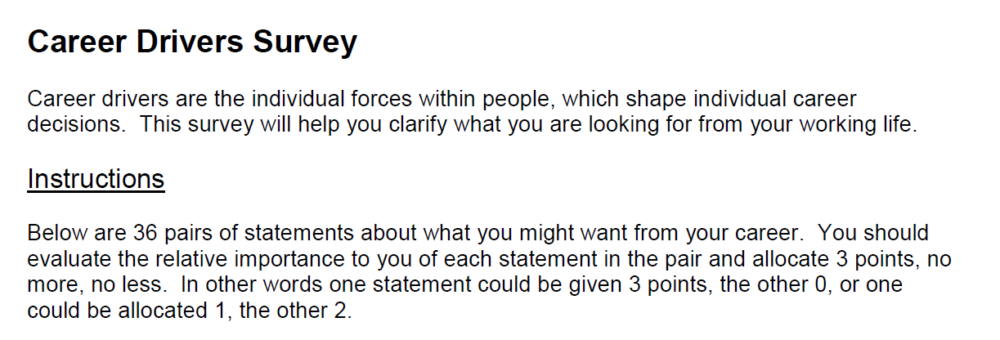 Career Drivers Survey
Career drivers are the individual forces within people, which shape individual career
decisions.  This survey will help you clarify what you are looking for from your working life.
Instructions
Below are 36 pairs of statements about what you might want from your career.  You should
evaluate the relative importance to you of each statement in the pair and allocate 3 points, no
more, no less.  In other words one statement could be given 3 points, the other 0, or one
could be allocated 1, the other 2.